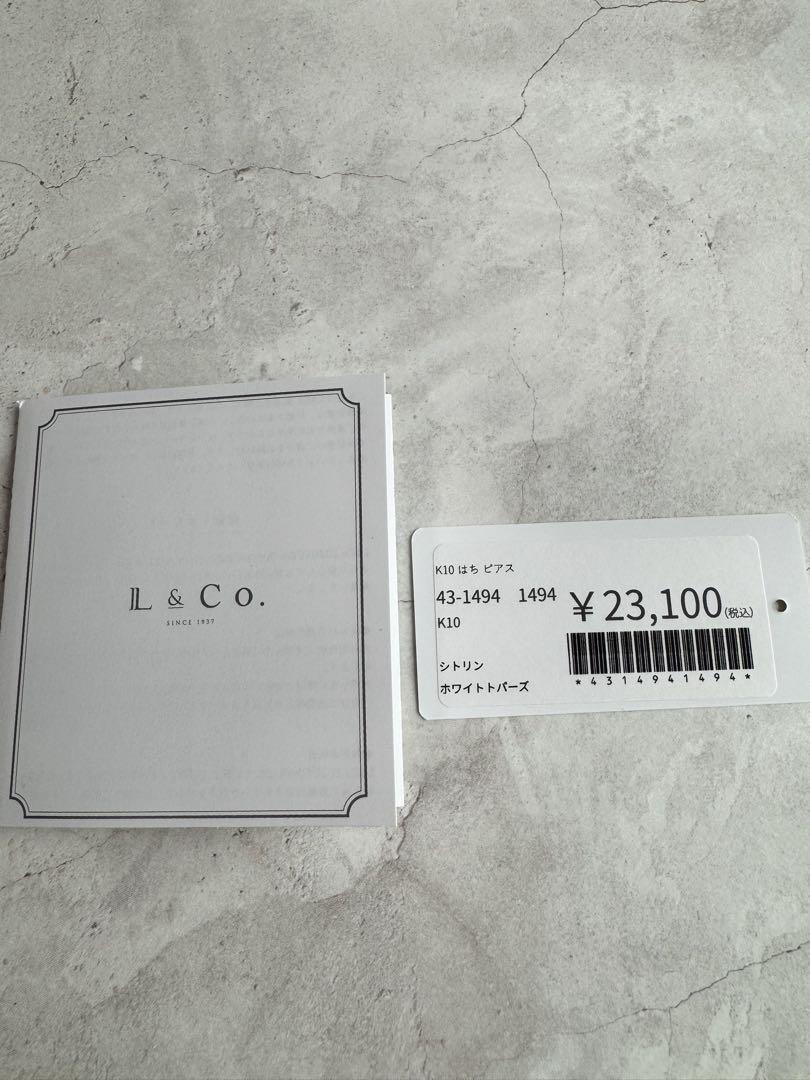 L & Co.
SINCE 1937
K10 はち ピアス
43-1494 1494
¥23,100(税込)
K10
シトリン
ホワイトトパーズ
*4314941494*